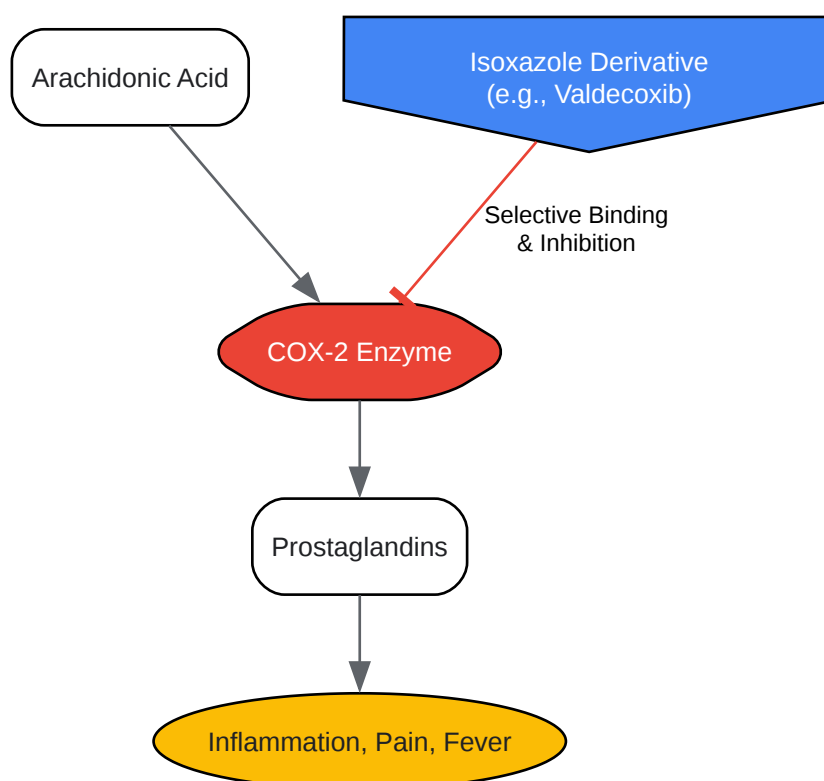 Arachidonic Acid
Isoxazole Derivative
(e.g., Valdecoxib)
Selective Binding
& Inhibition
COX-2 Enzyme
Prostaglandins
Inflammation, Pain, Fever